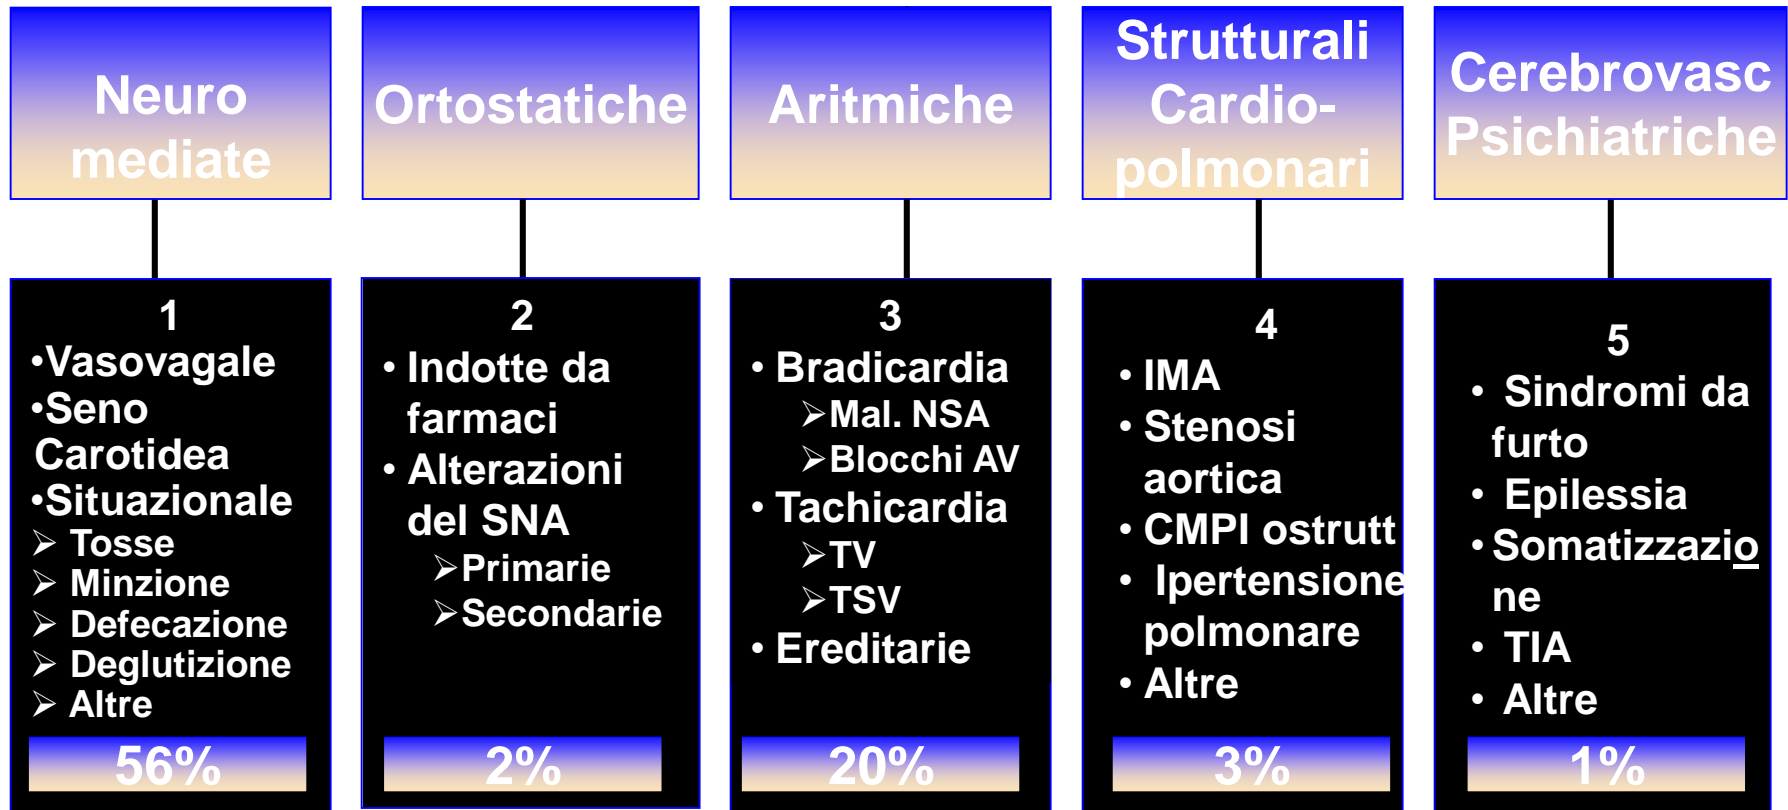 Neuro
mediate
Ortostatiche
Aritmiche
Strutturali
Cardio-
polmonari
Cerebrovasc
Psichiatriche
1
•Vasovagale
•Seno
Carotidea
•Situazionale
➢ Tosse
➢ Minzione
➢ Defecazione
➢ Deglutizione
➢ Altre
56%
2
• Indotte da
farmaci
• Alterazioni
del SNA
➢Primarie
➢Secondarie
2%
3
• Bradicardia
➢Mal. NSA
➢Blocchi AV
• Tachicardia
➢TV
➢TSV
• Ereditarie
20%
4
• IMA
• Stenosi
aortica
• CMPI ostrutt
• Ipertensione
polmonare
• Altre
3%
5
• Sindromi da
furto
• Epilessia
• Somatizzazio
ne
• TIA
• Altre
1%